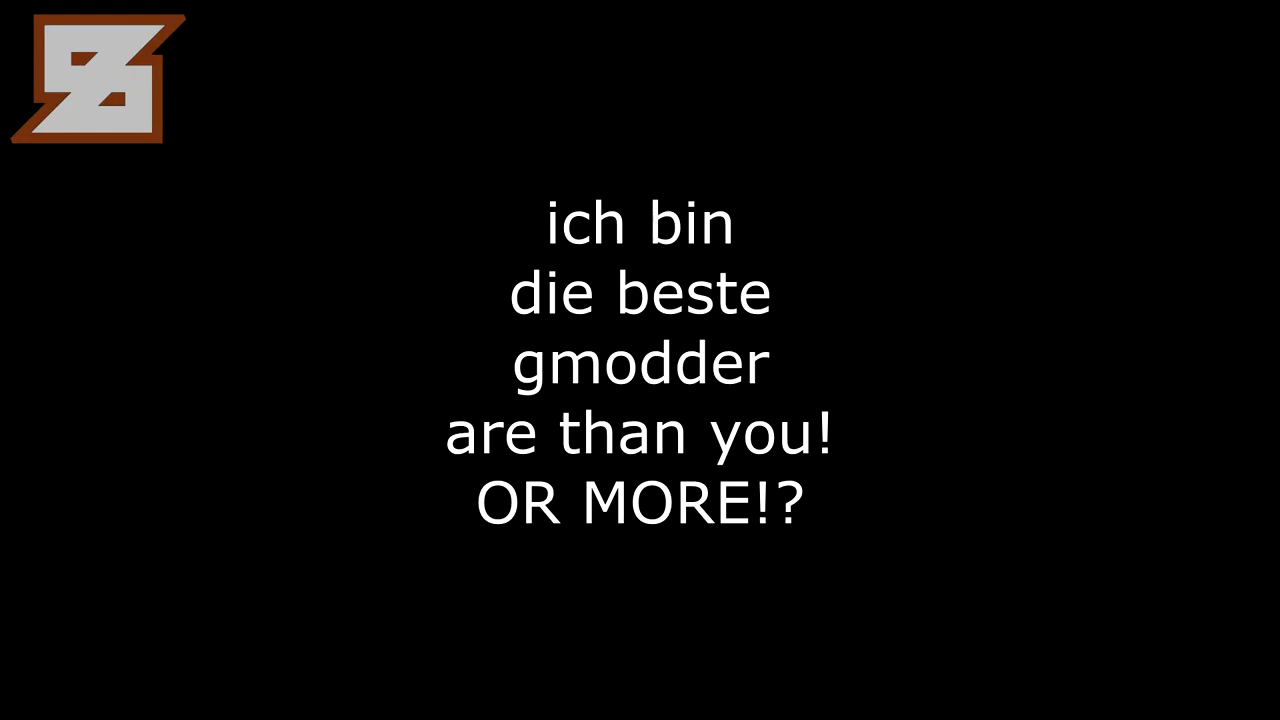 ich bin
die beste
gmodder
are than you!
OR MORE!?